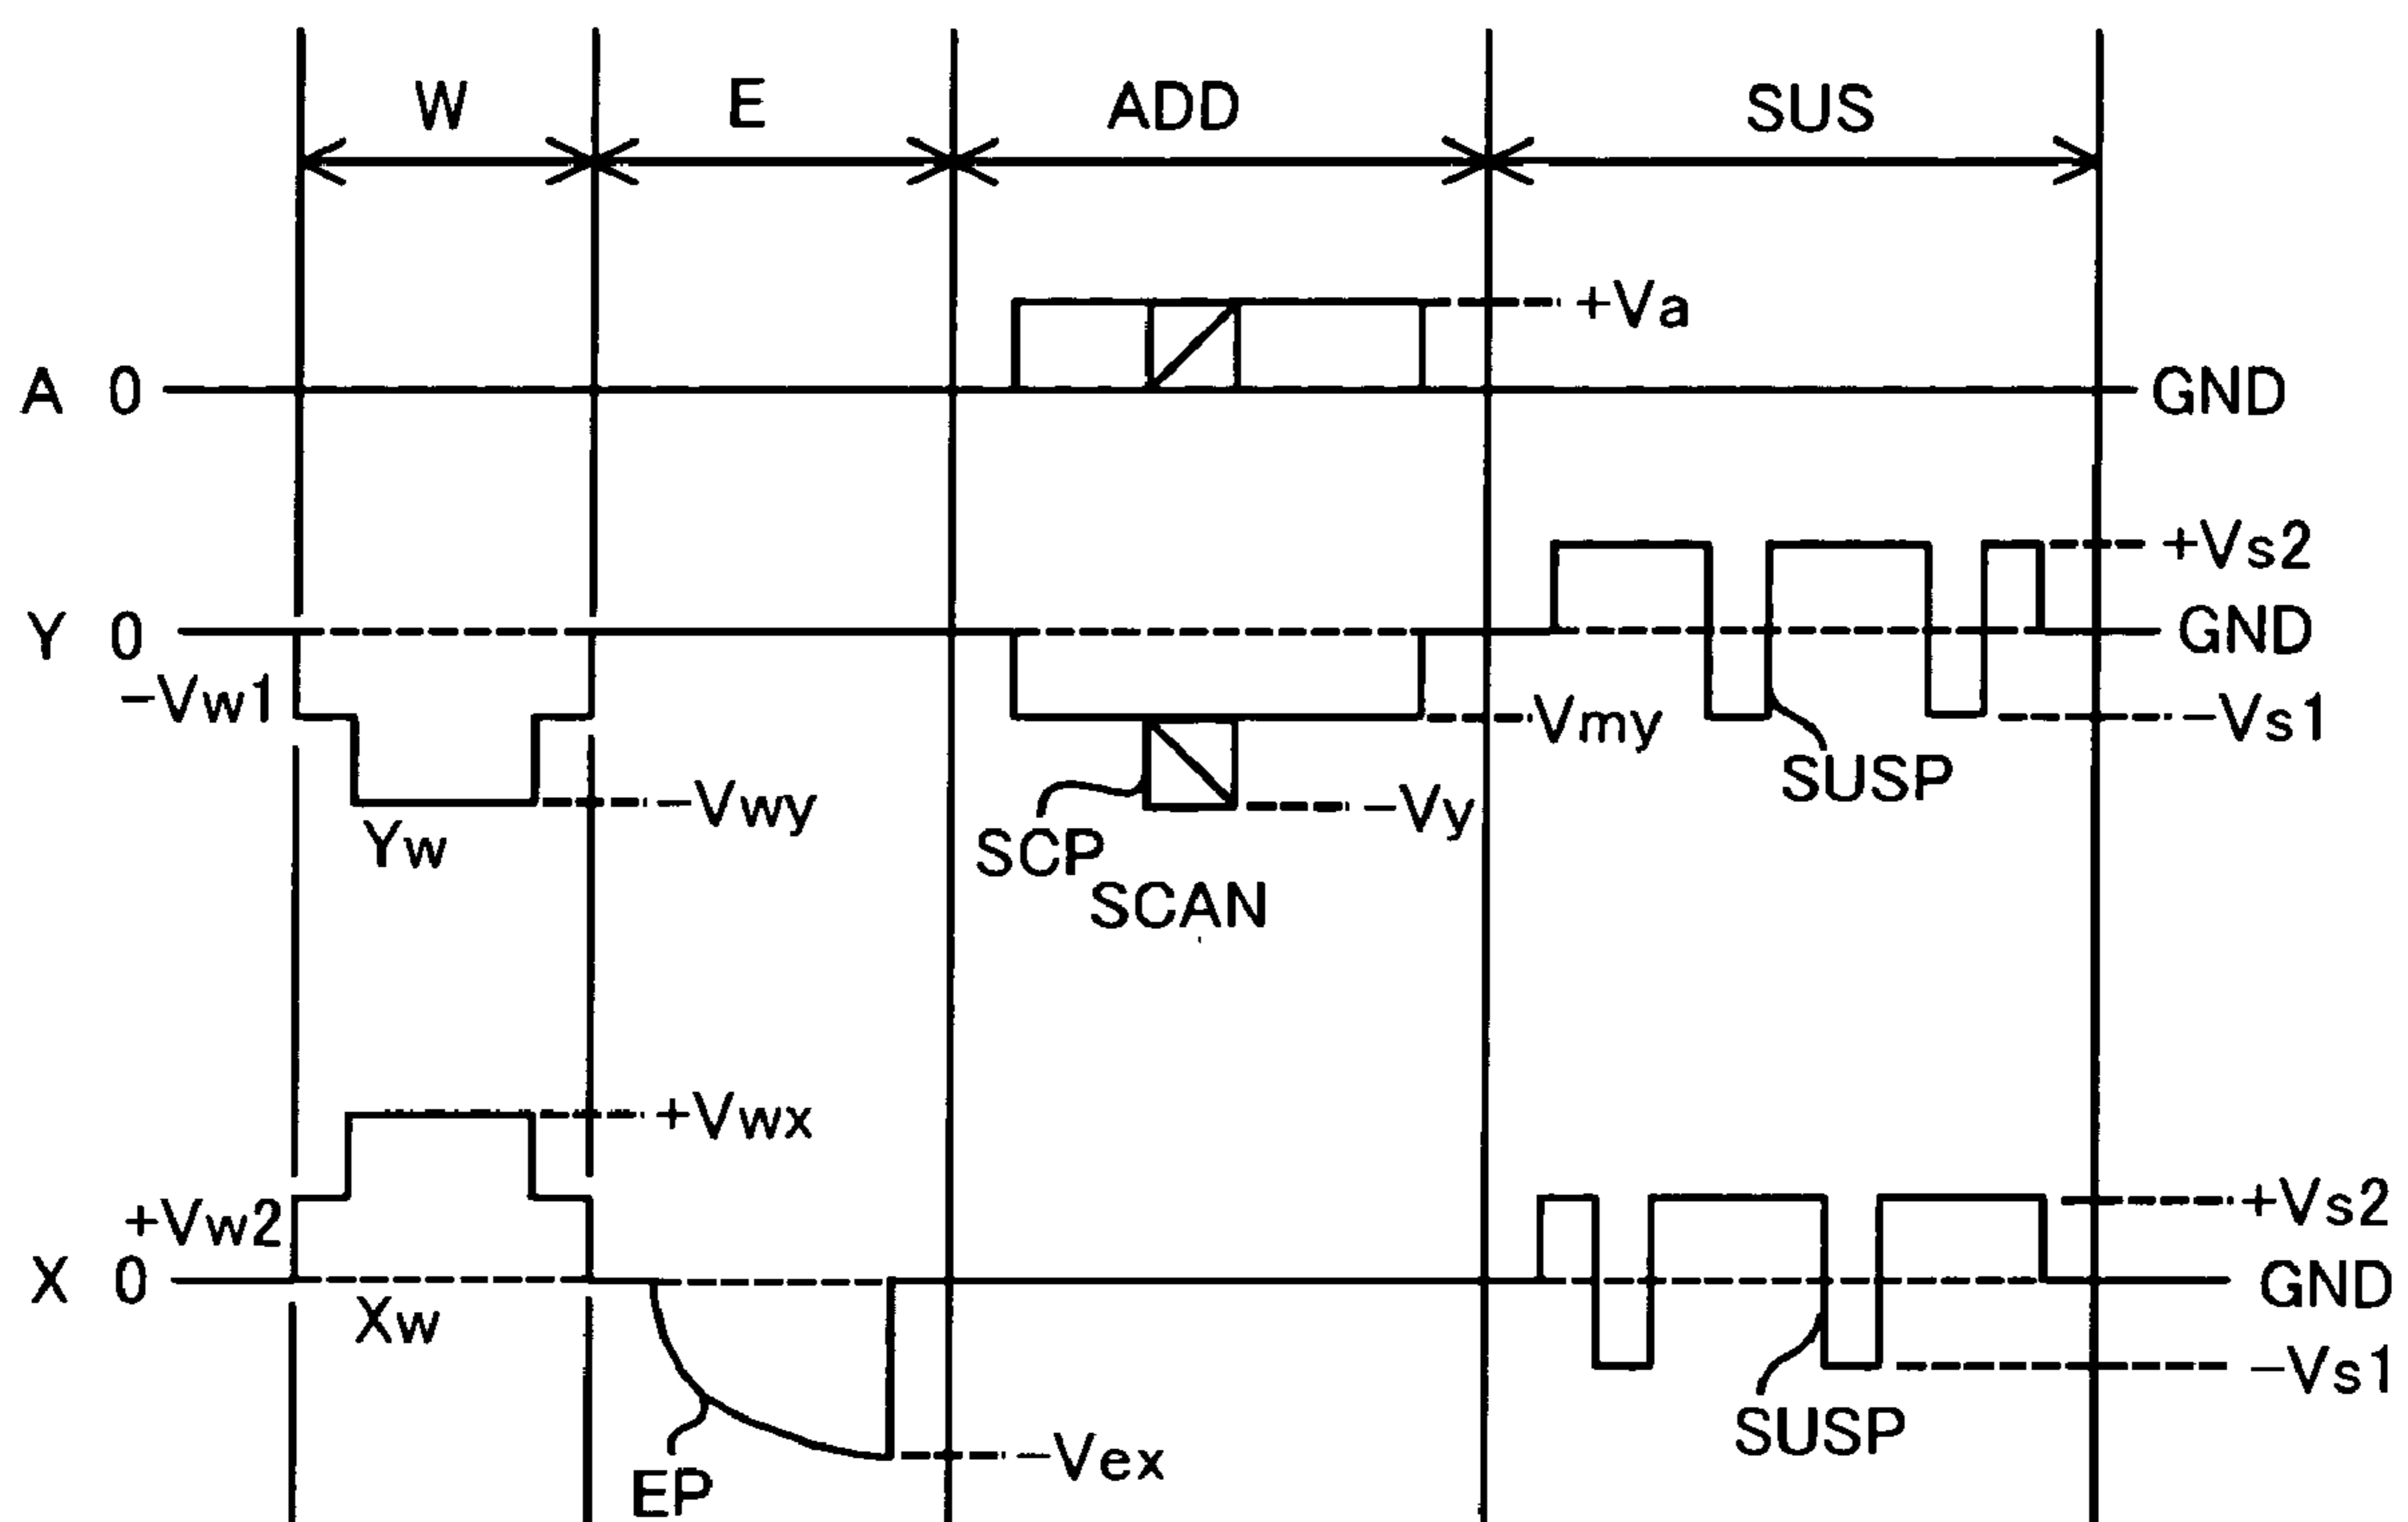 W E ADD SUS
+Va
A 0 GND
+Vs2
Y 0 GND
-Vw1 Vmy -Vs1
SUSP
-Vwy -Vy
Yw SCP
SCAN
+Vwx
+Vw2 +Vs2
X 0 GND
Xw
-Vs1
SUSP
-Vex
EP